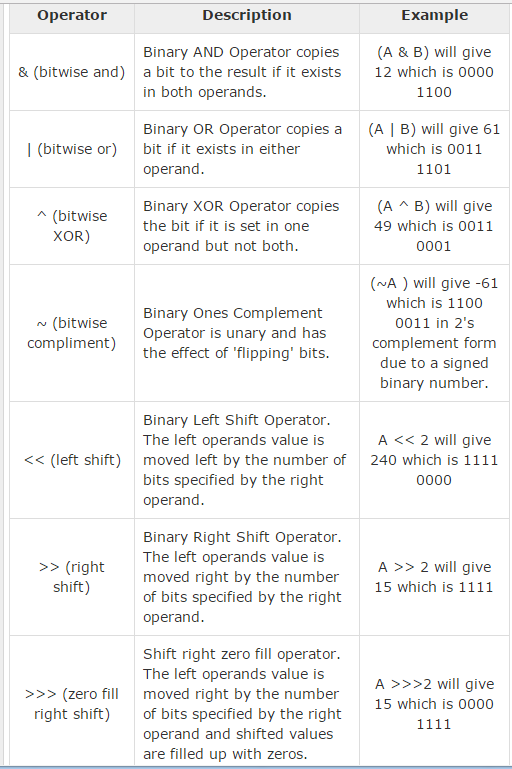 Operator Description Example
& (bitwise and)
Binary AND Operator copies
a bit to the result if it exists
in both operands.
(A & B) will give
12 which is 0000
1100
| (bitwise or)
Binary OR Operator copies a
bit if it exists in either
operand.
(A | B) will give 61
which is 0011
1101
^ (bitwise
XOR)
Binary XOR Operator copies
the bit if it is set in one
operand but not both.
(A ^ B) will give
49 which is 0011
0001
~ (bitwise
compliment)
Binary Ones Complement
Operator is unary and has
the effect of 'flipping' bits.
(~A ) will give -61
which is 1100
0011 in 2's
complement form
due to a signed
binary number.
<< (left shift)
Binary Left Shift Operator.
The left operands value is
moved left by the number of
bits specified by the right
operand.
A << 2 will give
240 which is 1111
0000
>> (right
shift)
Binary Right Shift Operator.
The left operands value is
moved right by the number
of bits specified by the right
operand.
A >> 2 will give
15 which is 1111
>>> (zero fill
right shift)
Shift right zero fill operator.
The left operands value is
moved right by the number
of bits specified by the right
operand and shifted values
are filled up with zeros.
A >>>2 will give
15 which is 0000
1111